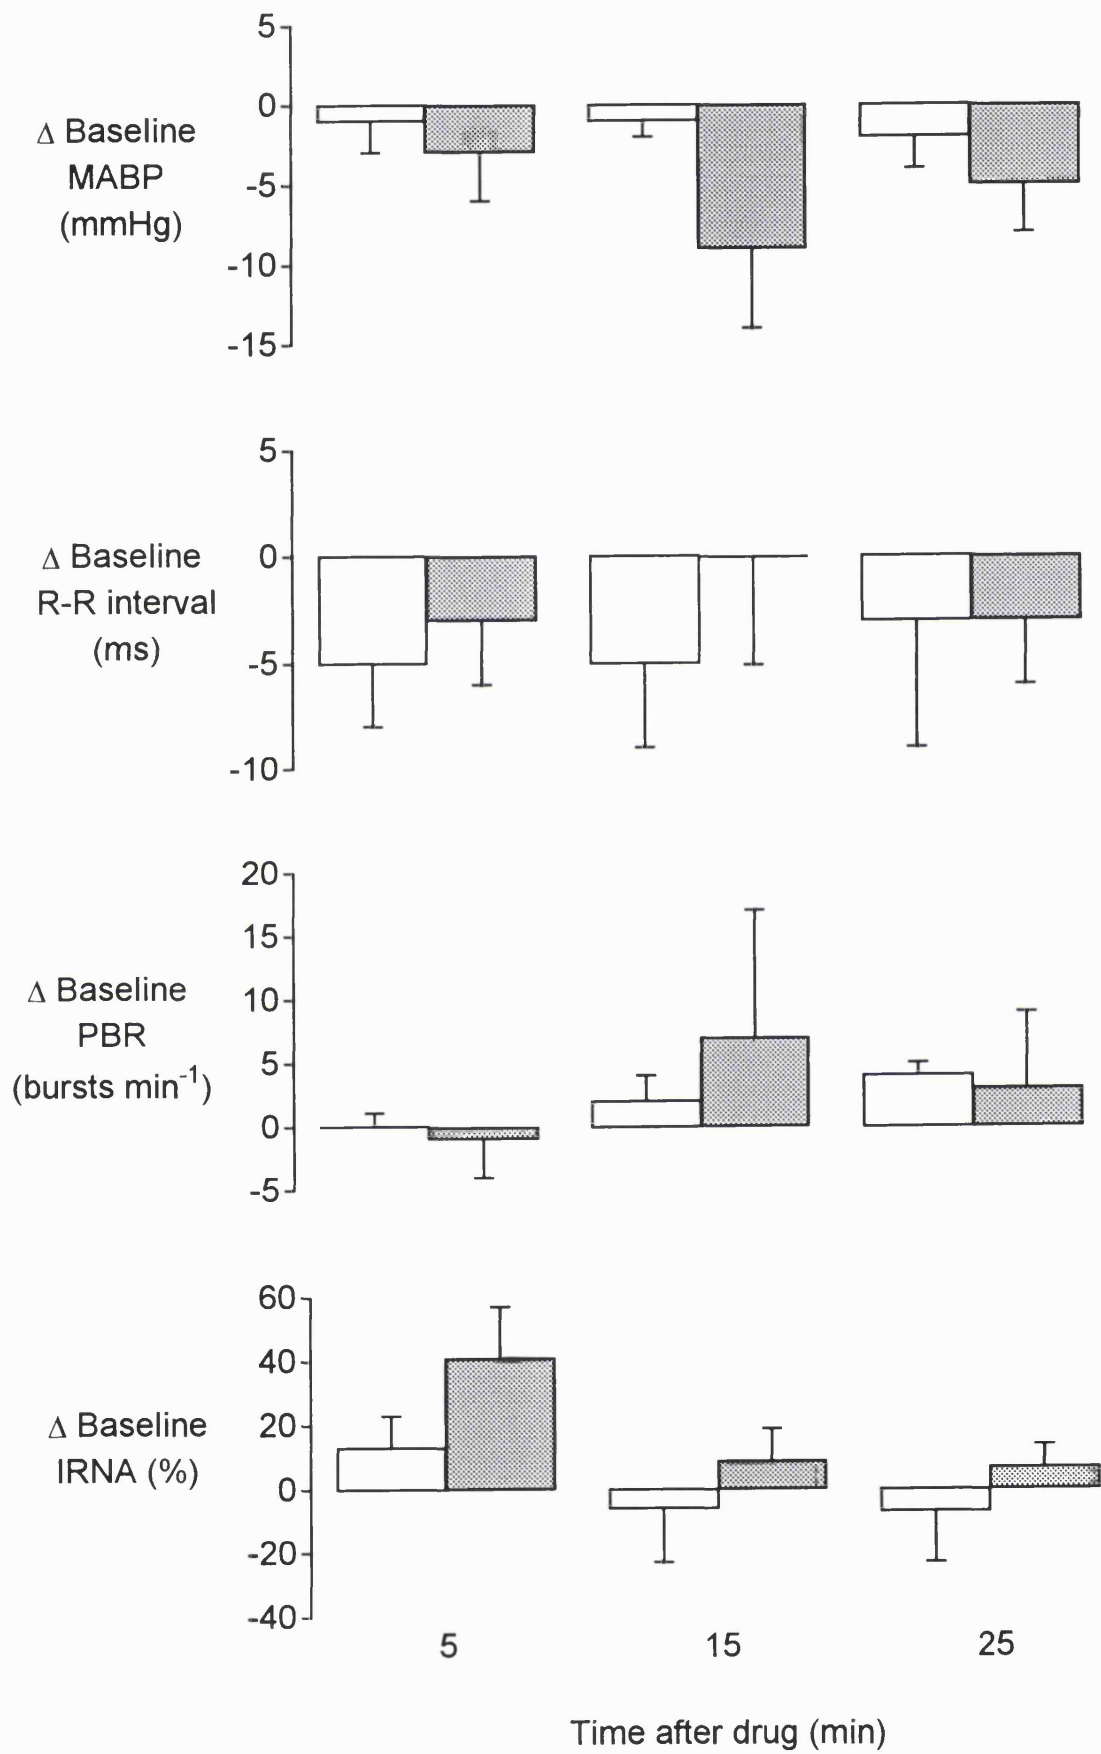 5
0
-5
-10
-15
Δ Baseline
MABP
(mmHg)
5
0
-5
-10
Δ Baseline
R-R interval
(ms)
20
15
10
5
0
-5
Δ Baseline
PBR
(bursts min⁻¹)
60
40
20
0
-20
-40
Δ Baseline
IRNA (%)
5 15 25
Time after drug (min)